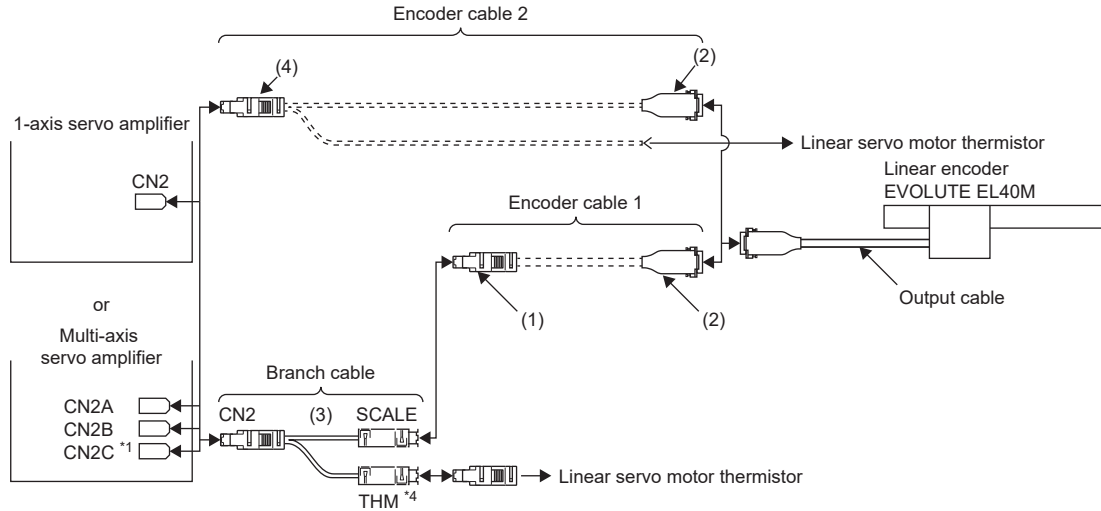 Encoder cable 2
(4)
(2)
1-axis servo amplifier
Linear servo motor thermistor
Linear encoder
EVOLUTE EL40M
CN2
Encoder cable 1
Output cable
(1)
(2)
or
Multi-axis
servo amplifier
Branch cable
CN2
(3)
SCALE
CN2A
CN2B
CN2C *1
Linear servo motor thermistor
THM *4